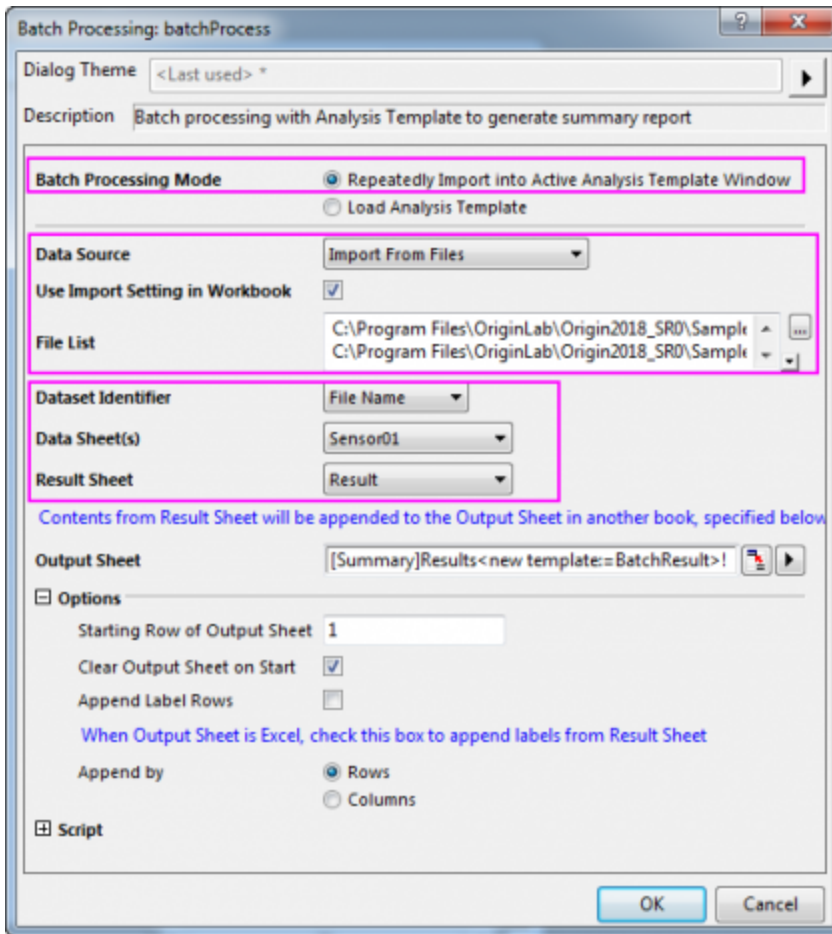 Batch Processing: batchProcess
Dialog Theme <Last used> *
Description Batch processing with Analysis Template to generate summary report
Batch Processing Mode Repeatedly Import into Active Analysis Template Window
Load Analysis Template
Data Source Import From Files
Use Import Setting in Workbook
File List C:\Program Files\OriginLab\Origin2018_SR0\Sample
C:\Program Files\OriginLab\Origin2018_SR0\Sample
Dataset Identifier File Name
Data Sheet(s) Sensor01
Result Sheet Result
Contents from Result Sheet will be appended to the Output Sheet in another book, specified below
Output Sheet [Summary]Results<new template:=BatchResult>!
Options
Starting Row of Output Sheet 1
Clear Output Sheet on Start
Append Label Rows
When Output Sheet is Excel, check this box to append labels from Result Sheet
Append by Rows
Columns
Script
OK Cancel